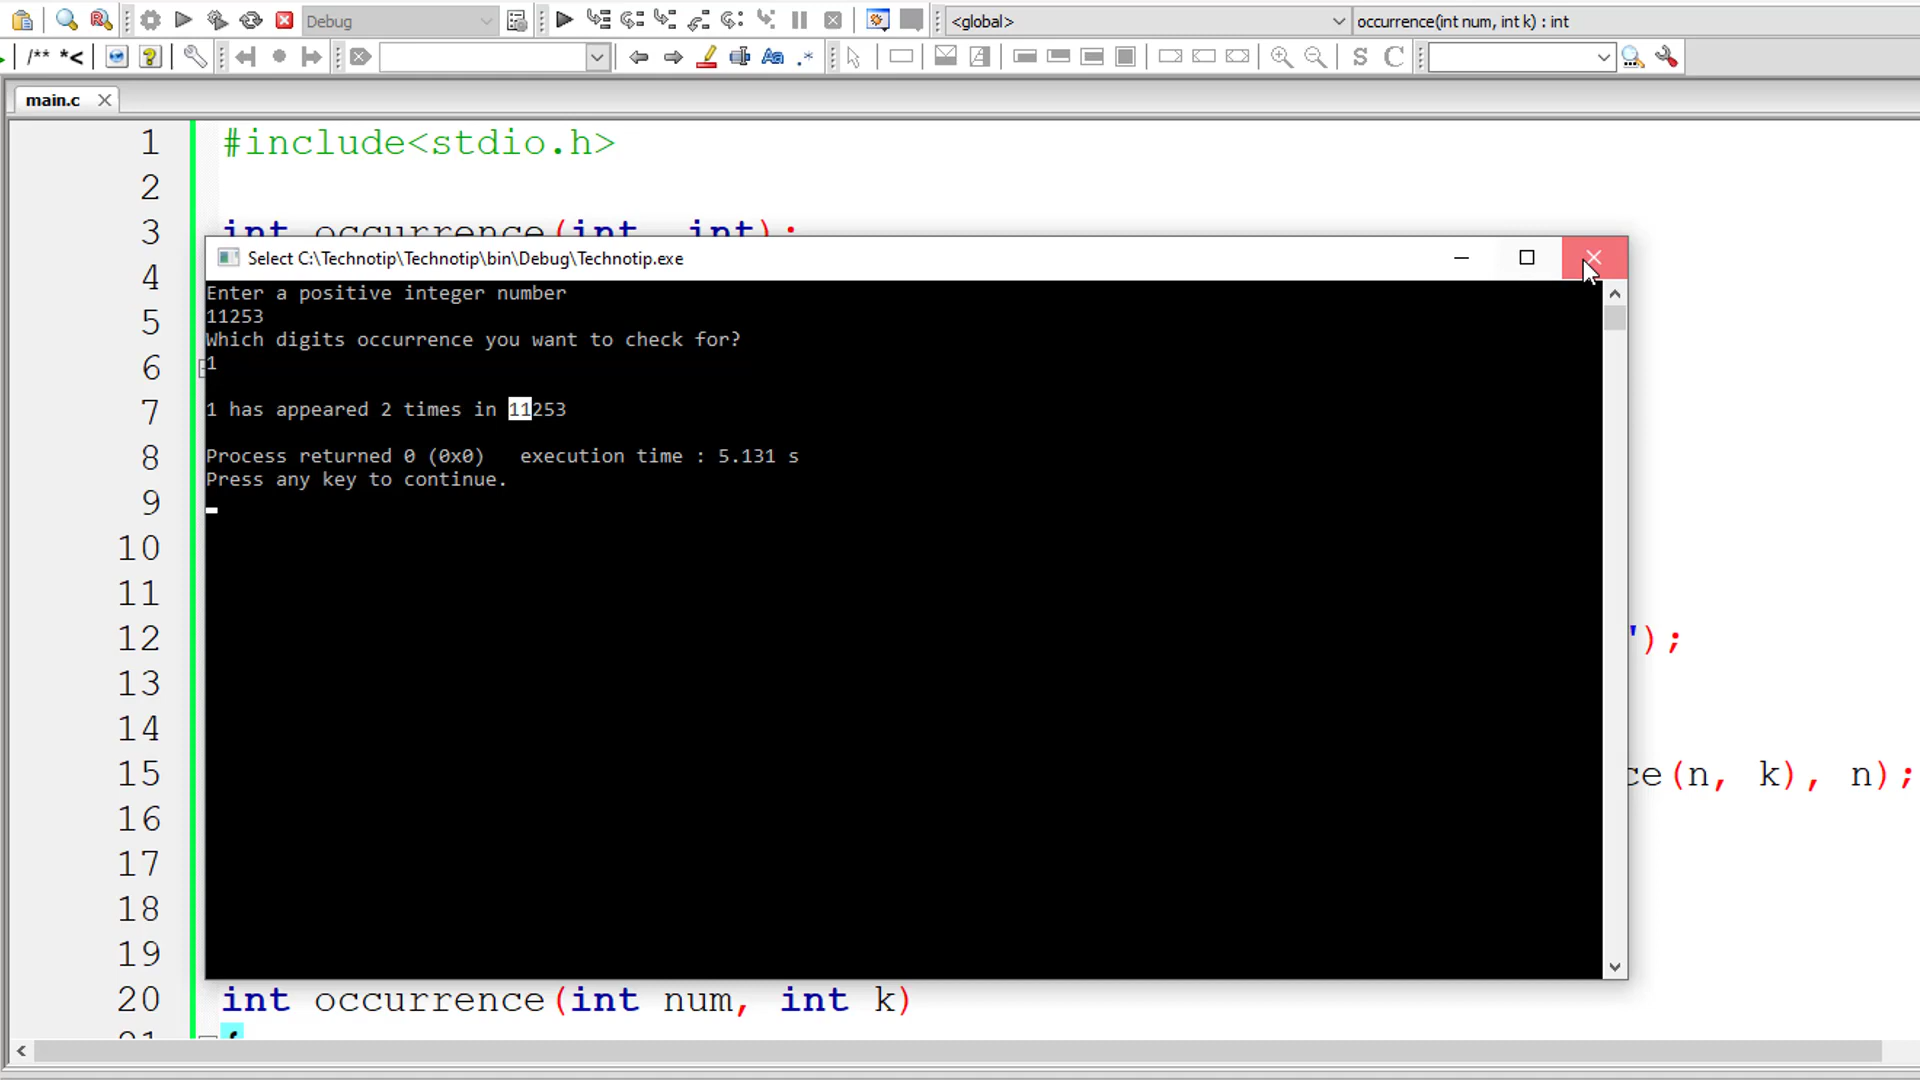 Debug
<global>
occurrence(int num, int k) : int
/** *<
Aa
.*
S
C
main.c
1 #include<stdio.h>
2
3 int occurrence(int, int);
4
5
6
7
8
9
10
11
12 ");
13
14
15 ce(n, k), n);
16
17
18
19
20 int occurrence(int num, int k)
21 {
Select C:\Technotip\Technotip\bin\Debug\Technotip.exe
Enter a positive integer number
11253
Which digits occurrence you want to check for?
1
1 has appeared 2 times in 11253
Process returned 0 (0x0)   execution time : 5.131 s
Press any key to continue.